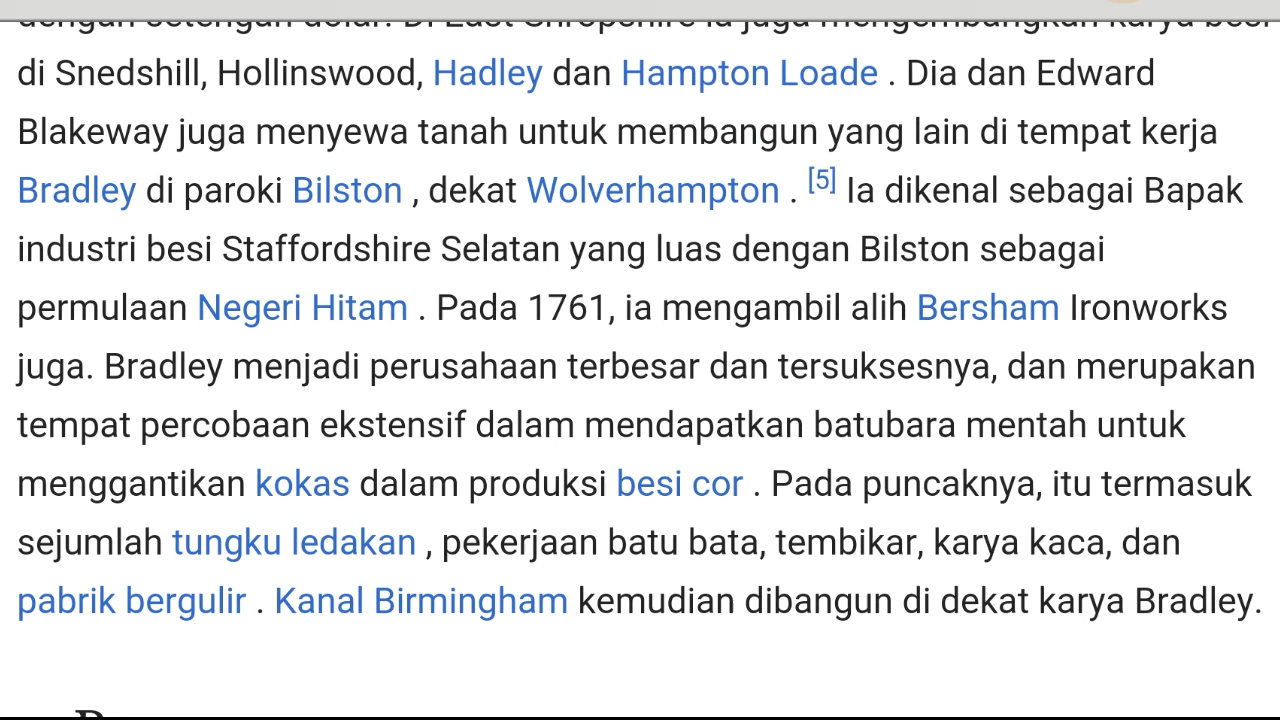 di Snedshill, Hollinswood, Hadley dan Hampton Loade . Dia dan Edward
Blakeway juga menyewa tanah untuk membangun yang lain di tempat kerja
Bradley di paroki Bilston , dekat Wolverhampton . [5] Ia dikenal sebagai Bapak
industri besi Staffordshire Selatan yang luas dengan Bilston sebagai
permulaan Negeri Hitam . Pada 1761, ia mengambil alih Bersham Ironworks
juga. Bradley menjadi perusahaan terbesar dan tersuksesnya, dan merupakan
tempat percobaan ekstensif dalam mendapatkan batubara mentah untuk
menggantikan kokas dalam produksi besi cor . Pada puncaknya, itu termasuk
sejumlah tungku ledakan , pekerjaan batu bata, tembikar, karya kaca, dan
pabrik bergulir . Kanal Birmingham kemudian dibangun di dekat karya Bradley.